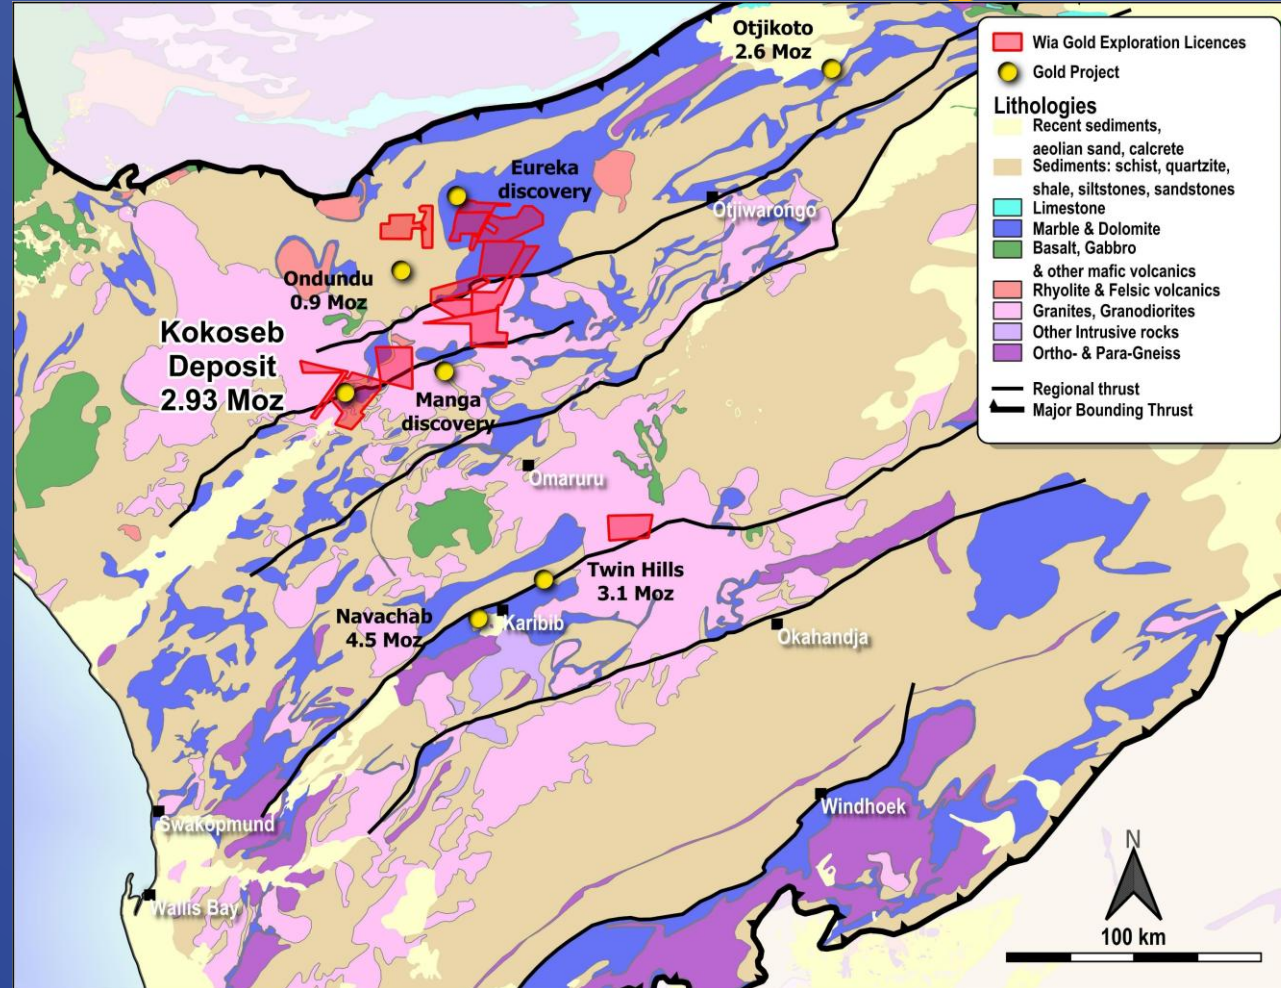 Otjikoto
2.6 Moz
Eureka
discovery
Otjiwarongo
Ondundu
0.9 Moz
Kokoseb
Deposit
2.93 Moz
Manga
discovery
Omaruru
Twin Hills
3.1 Moz
Navachab
4.5 Moz
Karibib
Okahandja
Swakopmund
Windhoek
Wallis Bay
Wia Gold Exploration Licences
Gold Project
Lithologies
Recent sediments,
aeolian sand, calcrete
Sediments: schist, quartzite,
shale, siltstones, sandstones
Limestone
Marble & Dolomite
Basalt, Gabbro
& other mafic volcanics
Rhyolite & Felsic volcanics
Granites, Granodiorites
Other Intrusive rocks
Ortho- & Para-Gneiss
Regional thrust
Major Bounding Thrust
N
100 km